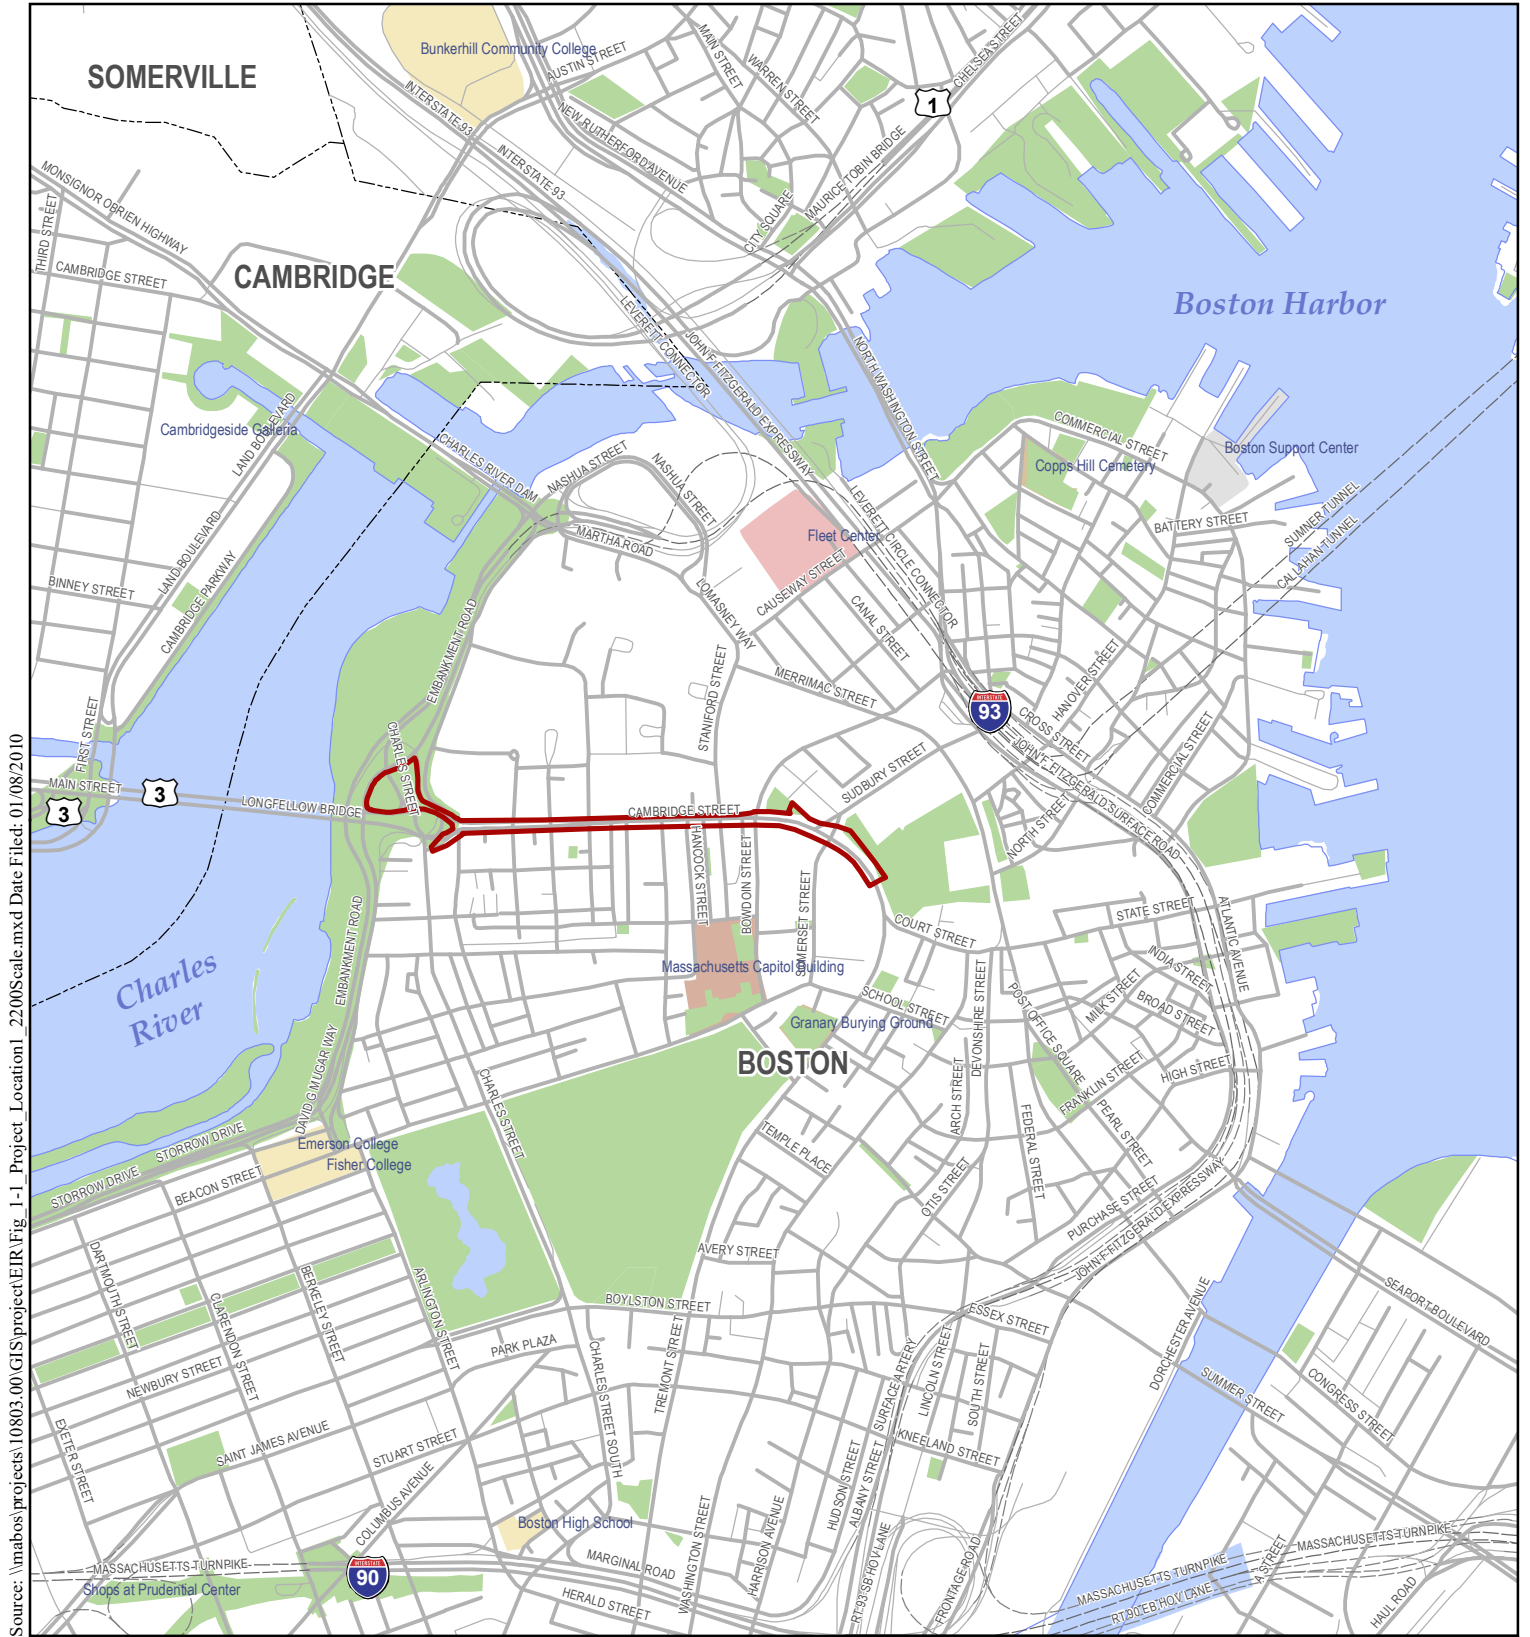 SOMERVILLE
Bunkerhill Community College
AUSTIN STREET
MAIN STREET
WARREN STREET
CHELSEA STREET
1
INTERSTATE 93
NEW RUTHERFORD AVENUE
INTERSTATE 93
MAURICE TOBIN BRIDGE
CITY SQUARE
MONSIGNOR OBRIEN HIGHWAY
THIRD STREET
CAMBRIDGE STREET
CAMBRIDGE
Boston Harbor
LEVERETT CONNECTOR
JOHN F FITZGERALD EXPRESSWAY
NORTH WASHINGTON STREET
Cambridgeside Galleria
LAND BOULEVARD
CHARLES RIVER DAM
NASHUA STREET
NASHUA STREET
COMMERCIAL STREET
Copps Hill Cemetery
Boston Support Center
MARTHA ROAD
Fleet Center
LEVERETT CIRCLE CONNECTOR
BATTERY STREET
SUMNER TUNNEL
CALLAHAN TUNNEL
LAND BOULEVARD
CAMBRIDGE PARKWAY
BINNEY STREET
LOMASNEY WAY
CAUSEWAY STREET
CANAL STREET
EMBANKMENT ROAD
STANIFORD STREET
MERRIMAC STREET
HANOVER STREET
93
INTERSTATE
CROSS STREET
JOHN F FITZGERALD SURFACE ROAD
COMMERCIAL STREET
FIRST STREET
CHARLES STREET
SUDBURY STREET
MAIN STREET
3
3
LONGFELLOW BRIDGE
CAMBRIDGE STREET
NORTH STREET
HANCOCK STREET
BOWDOIN STREET
SOMERSET STREET
EMBANKMENT ROAD
COURT STREET
STATE STREET
ATLANTIC AVENUE
Charles
River
Massachusetts Capitol Building
INDIA STREET
MILK STREET
BROAD STREET
SCHOOL STREET
DEVONSHIRE STREET
POST OFFICE SQUARE
Granary Burying Ground
BOSTON
HIGH STREET
FRANKLIN STREET
DAVID G MUGAR WAY
CHARLES STREET
ARCH STREET
FEDERAL STREET
PEARL STREET
STORROW DRIVE
STORROW DRIVE
Emerson College
Fisher College
BEACON STREET
TEMPLE PLACE
OTIS STREET
PURCHASE STREET
JOHN F FITZGERALD EXPRESSWAY
AVERY STREET
DARTMOUTH STREET
CLARENDON STREET
BERKELEY STREET
ARLINGTON STREET
BOYLSTON STREET
ESSEX STREET
DORCHESTER AVENUE
SEAPORT BOULEVARD
PARK PLAZA
NEWBURY STREET
CHARLES STREET SOUTH
TREMONT STREET
SURFACE ARTERY
LINCOLN STREET
SOUTH STREET
SUMMER STREET
CONGRESS STREET
EXETER STREET
SAINT JAMES AVENUE
STUART STREET
COLUMBUS AVENUE
KNEELAND STREET
HUDSON STREET
ALBANY STREET
Boston High School
WASHINGTON STREET
HARRISON AVENUE
MASSACHUSETTS TURNPIKE
INTERSTATE
90
Shops at Prudential Center
MARGINAL ROAD
HERALD STREET
RT 93 SB HOV LANE
FRONTAGE ROAD
MASSACHUSETTS TURNPIKE
MASSACHUSETTS TURNPIKE
RT 90 EB HOV LANE
A STREET
HAUL ROAD
Source: \\mabos\projects\10803.00\GIS\project\EIR\Fig_1-1_Project_Location1_2200Scale.mxd Date Filed: 01/08/2010